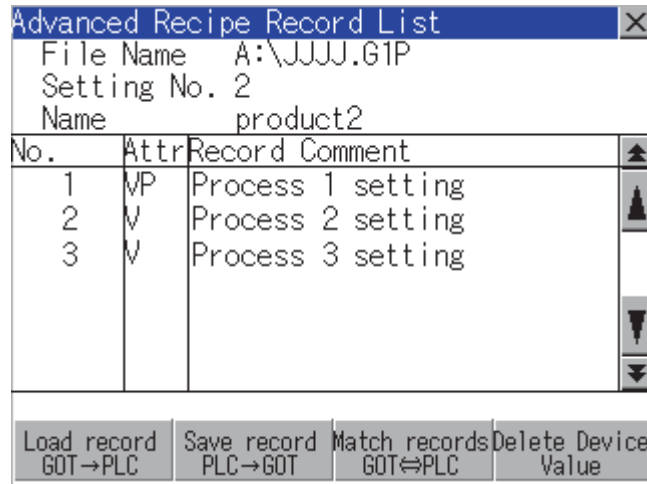 Advanced Recipe Record List
File Name A:\JJJJ.G1P
Setting No. 2
Name product2
No. Attr Record Comment
1 VP Process 1 setting
2 V Process 2 setting
3 V Process 3 setting
Load record Save record Match records Delete Device
GOT→PLC PLC→GOT GOT⇔PLC Value